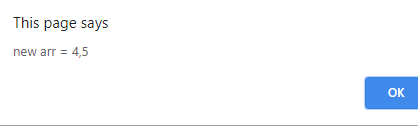 This page says
new arr = 4,5
OK